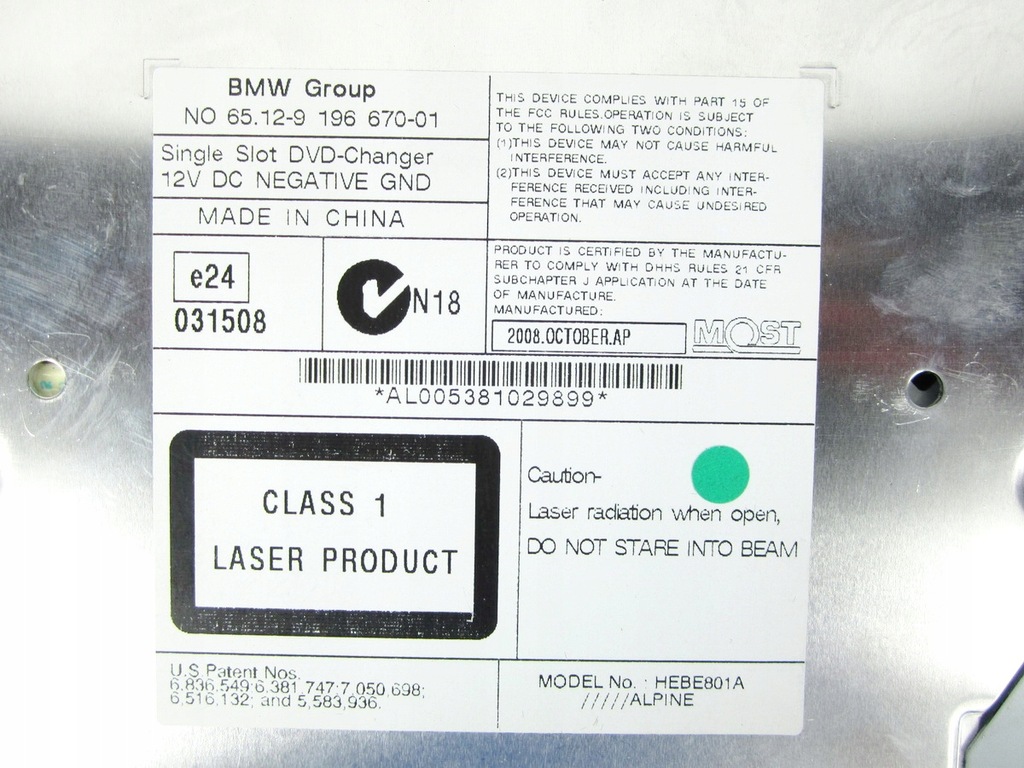 BMW Group
NO 65.12-9 196 670-01
Single Slot DVD-Changer
12V DC NEGATIVE GND
MADE IN CHINA
THIS DEVICE COMPLIES WITH PART 15 OF
THE FCC RULES.OPERATION IS SUBJECT
TO THE FOLLOWING TWO CONDITIONS:
(1)THIS DEVICE MAY NOT CAUSE HARMFUL
INTERFERENCE.
(2)THIS DEVICE MUST ACCEPT ANY INTER-
FERENCE RECEIVED INCLUDING INTER-
FERENCE THAT MAY CAUSE UNDESIRED
OPERATION.
e24
031508
N18
PRODUCT IS CERTIFIED BY THE MANUFACTU-
RER TO COMPLY WITH DHHS RULES 21 CFR
SUBCHAPTER J APPLICATION AT THE DATE
OF MANUFACTURE.
MANUFACTURED:
2008.OCTOBER.AP
MOST
*AL005381029899*
CLASS 1
LASER PRODUCT
Caution-
Laser radiation when open,
DO NOT STARE INTO BEAM
U.S.Patent Nos.
6,836,549;6,381,747;7,050,698;
6,516,132; and 5,583,936.
MODEL No. : HEBE801A
/////ALPINE